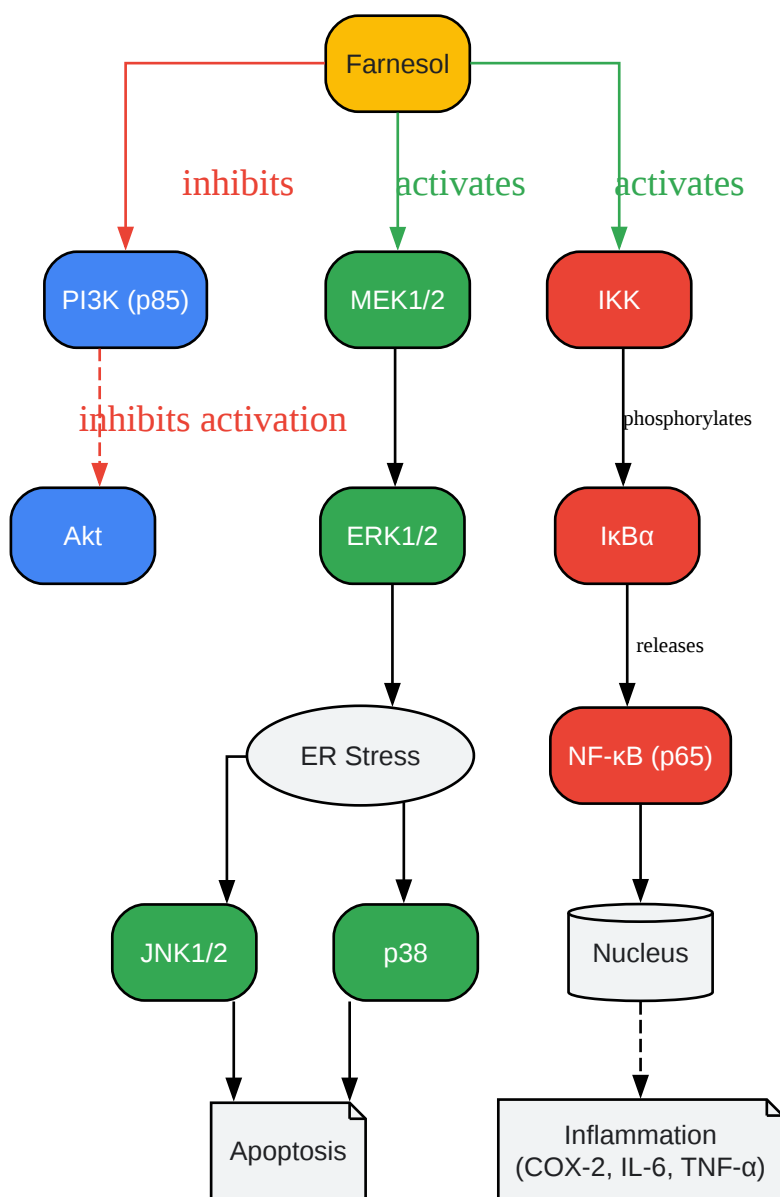 Farnesol
inhibits
activates
activates
PI3K (p85)
MEK1/2
IKK
inhibits activation
phosphorylates
Akt
ERK1/2
IκBα
releases
ER Stress
NF-κB (p65)
JNK1/2
p38
Nucleus
Apoptosis
Inflammation
(COX-2, IL-6, TNF-α)